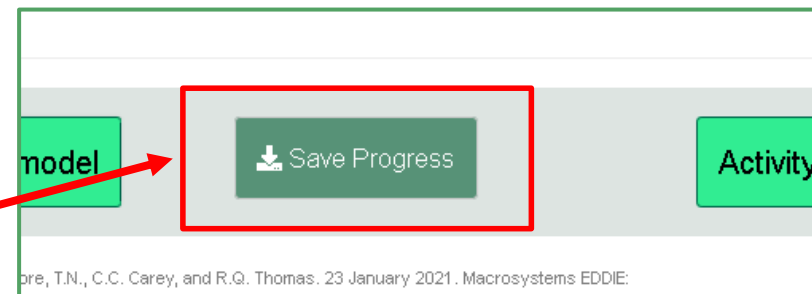 model Save Progress Activity
ore, T.N., C.C. Carey, and R.Q. Thomas. 23 January 2021. Macrosystems EDDIE: